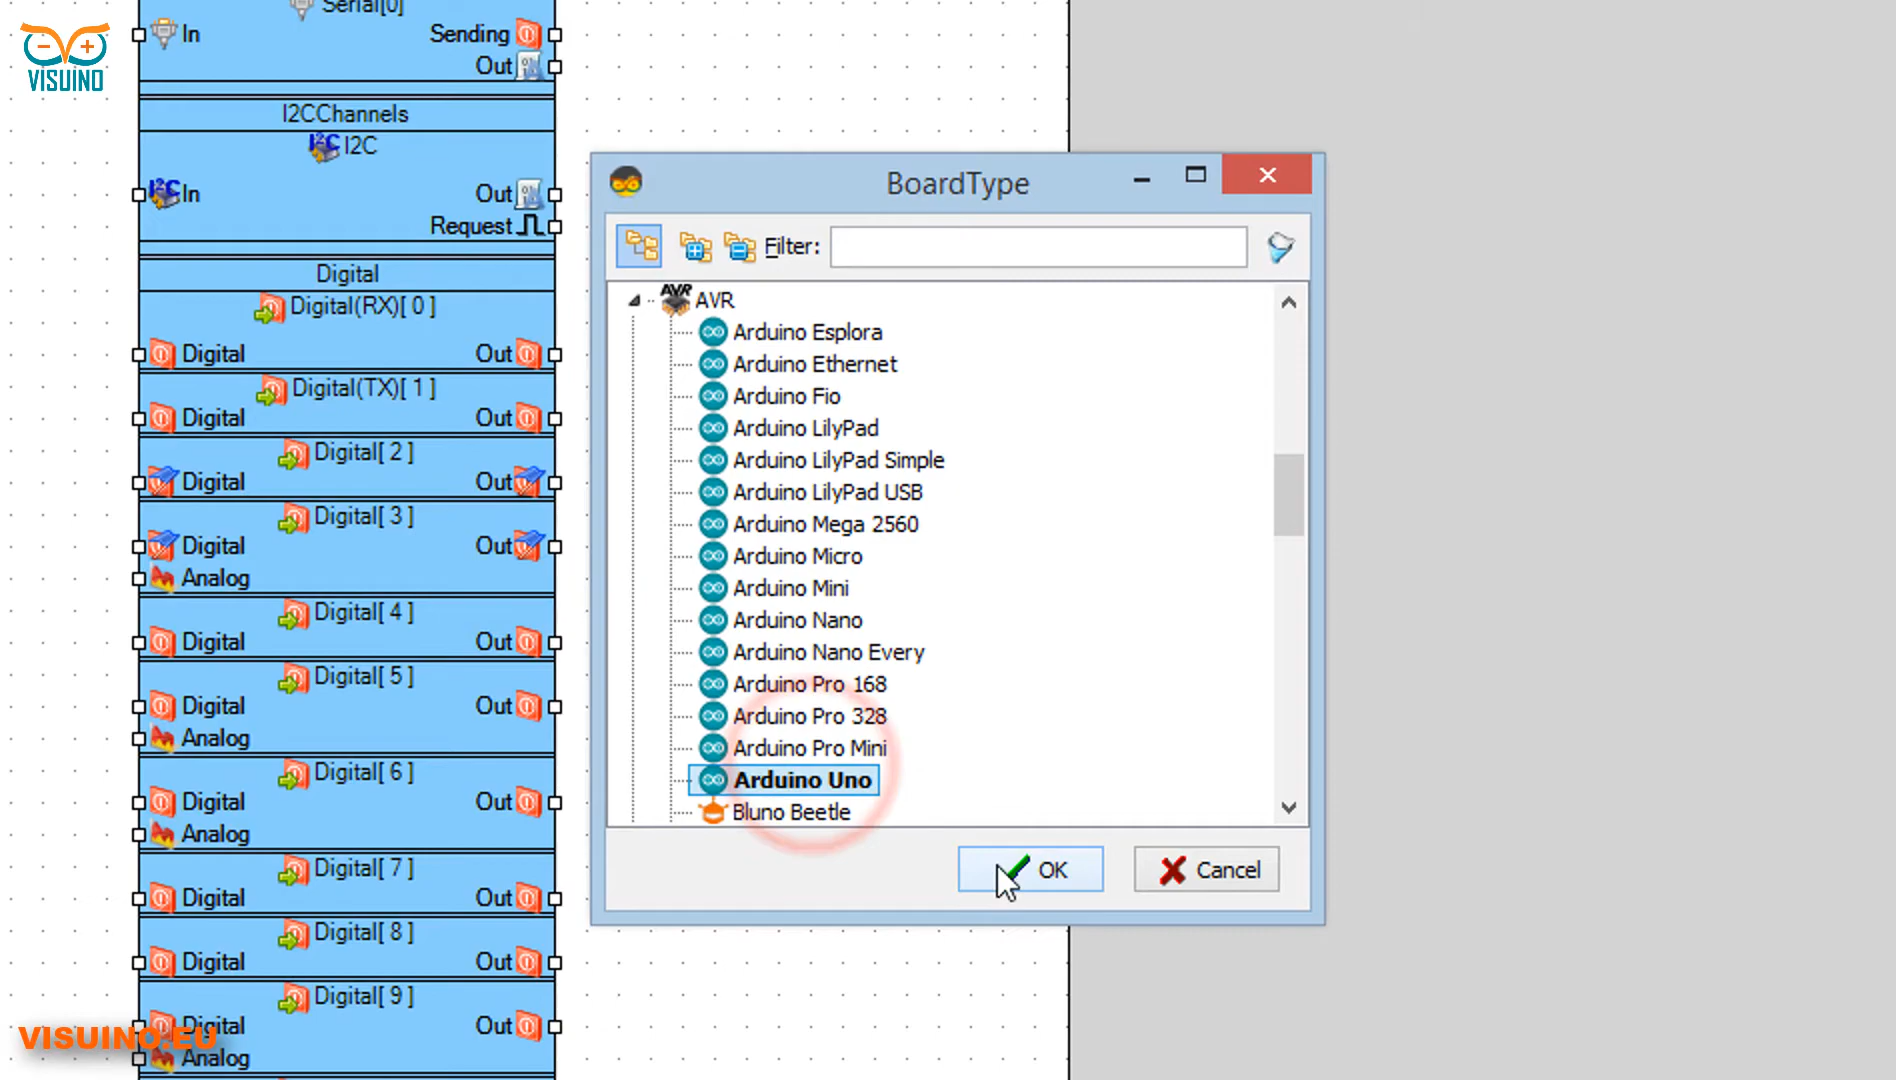 Serial[0]
In
Sending
Out
VISUINO
I2CChannels
I2C
I2C
In
Out
Request
Digital
Digital(RX)[ 0 ]
Digital
Out
Digital(TX)[ 1 ]
Digital
Out
Digital[ 2 ]
Digital
Out
Digital[ 3 ]
Digital
Out
Analog
Digital[ 4 ]
Digital
Out
Digital[ 5 ]
Digital
Out
Analog
Digital[ 6 ]
Digital
Out
Analog
Digital[ 7 ]
Digital
Out
Digital[ 8 ]
Digital
Out
Digital[ 9 ]
Digital
Out
Analog
VISUINO.EU
BoardType
Filter:
AVR
AVR
Arduino Esplora
Arduino Ethernet
Arduino Fio
Arduino LilyPad
Arduino LilyPad Simple
Arduino LilyPad USB
Arduino Mega 2560
Arduino Micro
Arduino Mini
Arduino Nano
Arduino Nano Every
Arduino Pro 168
Arduino Pro 328
Arduino Pro Mini
Arduino Uno
Bluno Beetle
OK
Cancel